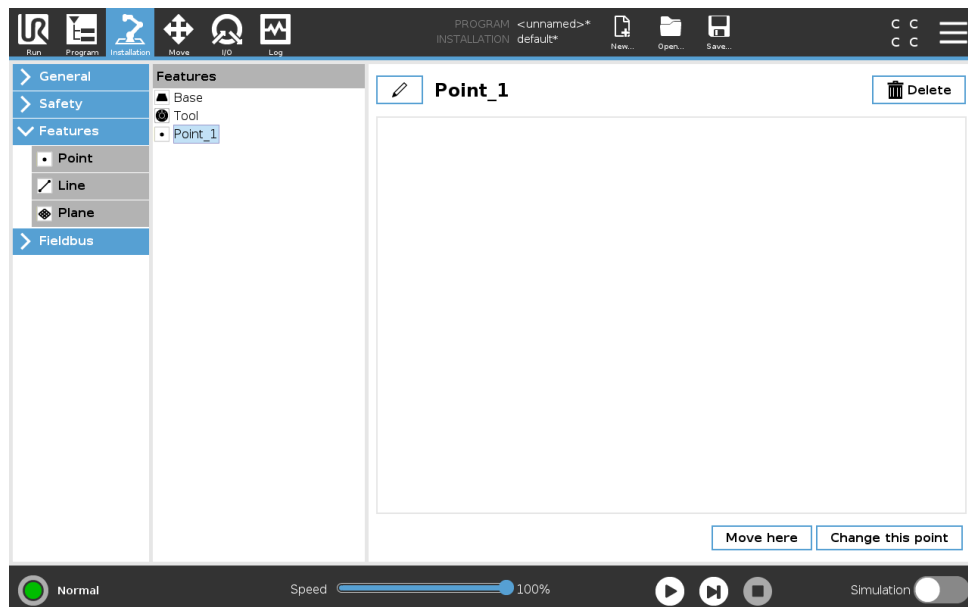 PROGRAM <unnamed>*
INSTALLATION default*
UR
Run
Program
Installation
Move
I/O
Log
New...
Open...
Save...
C C
C C
General
Safety
Features
Point
Line
Plane
Fieldbus
Features
Base
Tool
Point_1
Point_1
Delete
Move here
Change this point
Normal
Speed
100%
Simulation